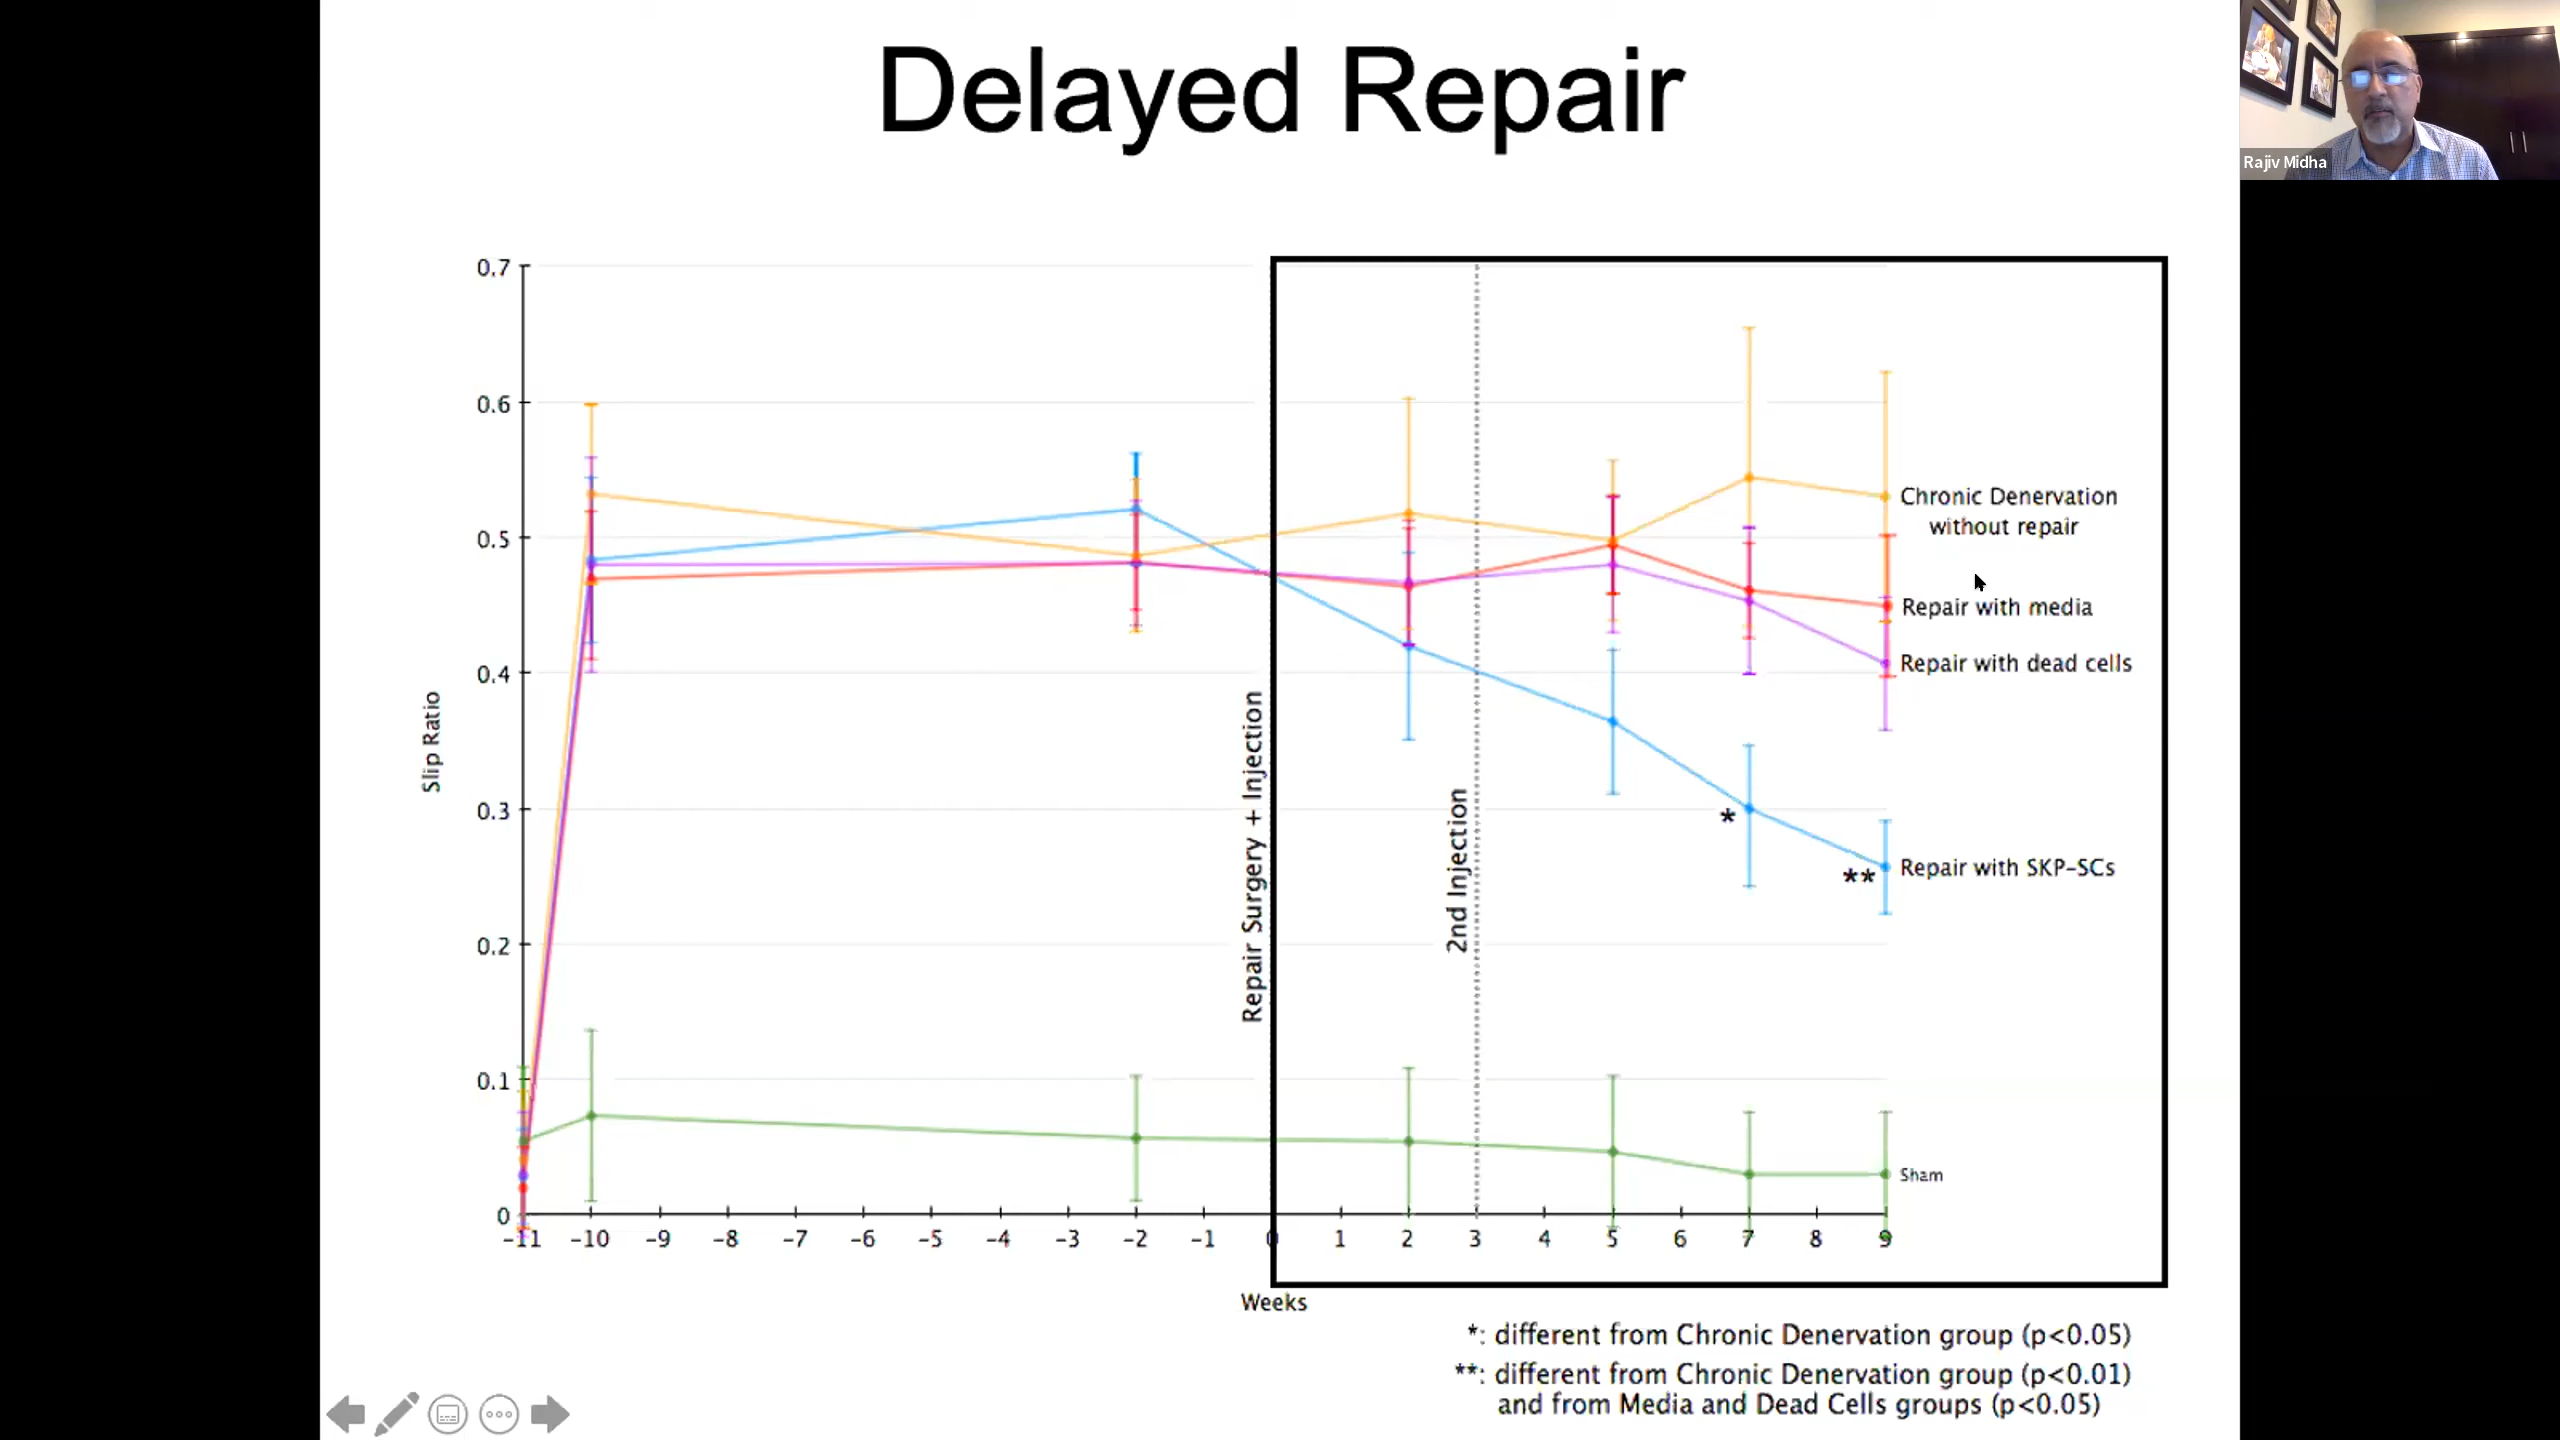 Delayed Repair
Rajiv Midha
0.7
0.6
0.5
0.4
0.3
0.2
0.1
0
Slip Ratio
Repair Surgery + Injection
2nd Injection
Chronic Denervation
without repair
Repair with media
Repair with dead cells
*
Repair with SKP-SCs
**
Sham
-11 -10 -9 -8 -7 -6 -5 -4 -3 -2 -1 0 1 2 3 4 5 6 7 8 9
Weeks
*: different from Chronic Denervation group (p<0.05)
**: different from Chronic Denervation group (p<0.01)
and from Media and Dead Cells groups (p<0.05)